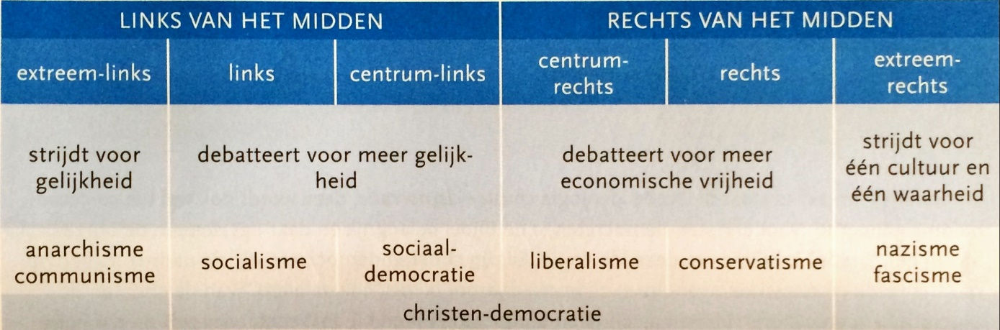 LINKS VAN HET MIDDEN
RECHTS VAN HET MIDDEN
extreem-links
links
centrum-links
centrum-
rechts
rechts
extreem-
rechts
strijdt voor
gelijkheid
debatteert voor meer gelijk-
heid
debatteert voor meer
economische vrijheid
strijdt voor
één cultuur en
één waarheid
anarchisme
communisme
socialisme
sociaal-
democratie
liberalisme
conservatisme
nazisme
fascisme
christen-democratie